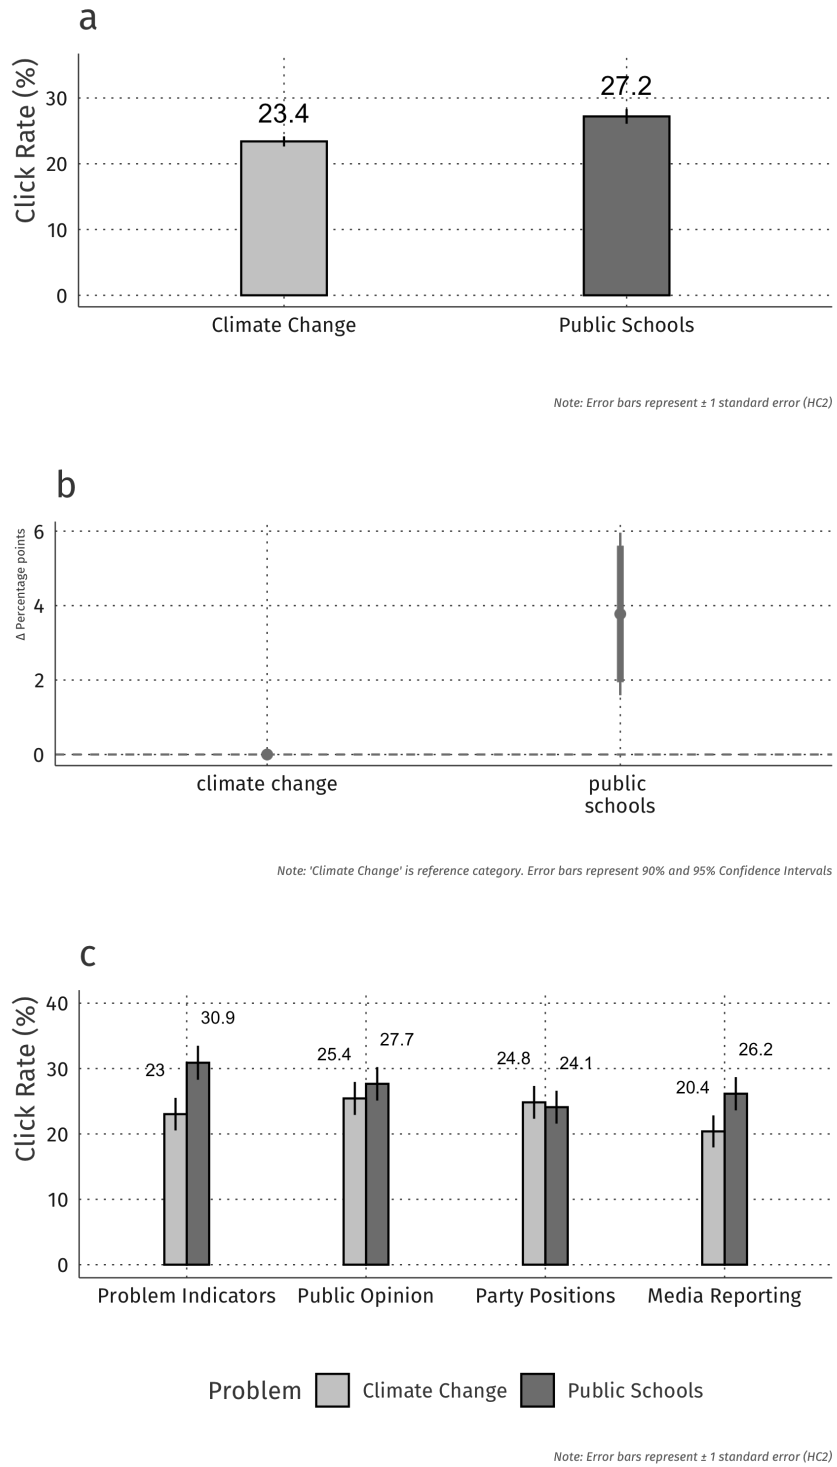 a
Click Rate (%)
30
20
10
0
23.4
27.2
Climate Change
Public Schools
Note: Error bars represent ± 1 standard error (HC2)
b
Δ Percentage points
6
4
2
0
climate change
public
schools
Note: 'Climate Change' is reference category. Error bars represent 90% and 95% Confidence Intervals
c
Click Rate (%)
40
30
20
10
0
23
30.9
25.4
27.7
24.8
24.1
20.4
26.2
Problem Indicators
Public Opinion
Party Positions
Media Reporting
Problem
Climate Change
Public Schools
Note: Error bars represent ± 1 standard error (HC2)